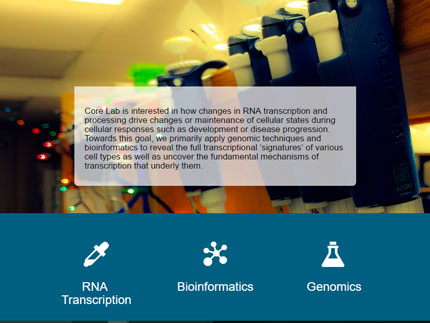 Core Lab is interested in how changes in RNA transcription and
processing drive changes or maintenance of cellular states during
cellular responses such as development or disease progression.
Towards this goal, we primarily apply genomic techniques and
bioinformatics to reveal the full transcriptional 'signatures' of various
cell types as well as uncover the fundamental mechanisms of
transcription that underly them.
RNA
Transcription
Bioinformatics
Genomics